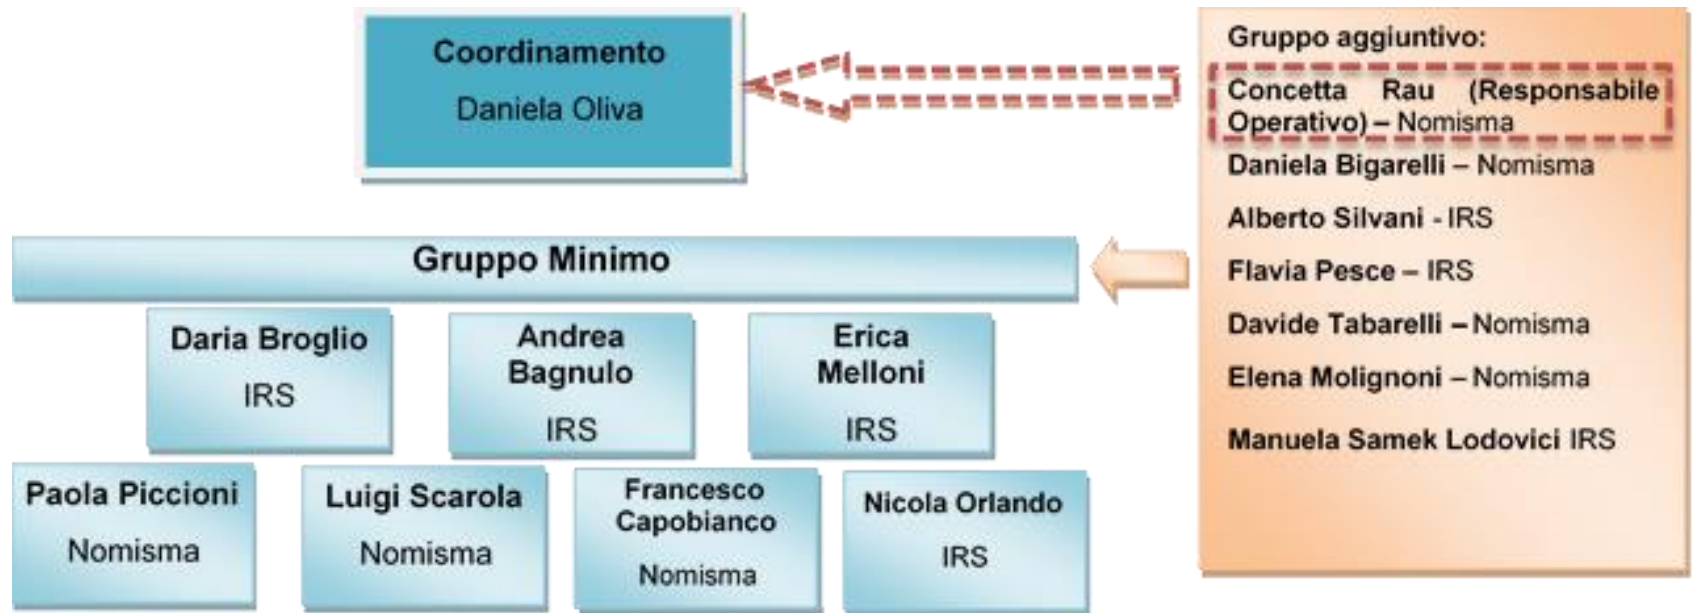 Coordinamento
Daniela Oliva
Gruppo aggiuntivo:
Concetta Rau (Responsabile
Operativo) – Nomisma
Daniela Bigarelli – Nomisma
Alberto Silvani - IRS
Flavia Pesce – IRS
Davide Tabarelli – Nomisma
Elena Molignoni – Nomisma
Manuela Samek Lodovici IRS
Gruppo Minimo
Daria Broglio
IRS
Andrea
Bagnulo
IRS
Erica
Melloni
IRS
Paola Piccioni
Nomisma
Luigi Scarola
Nomisma
Francesco
Capobianco
Nomisma
Nicola Orlando
IRS